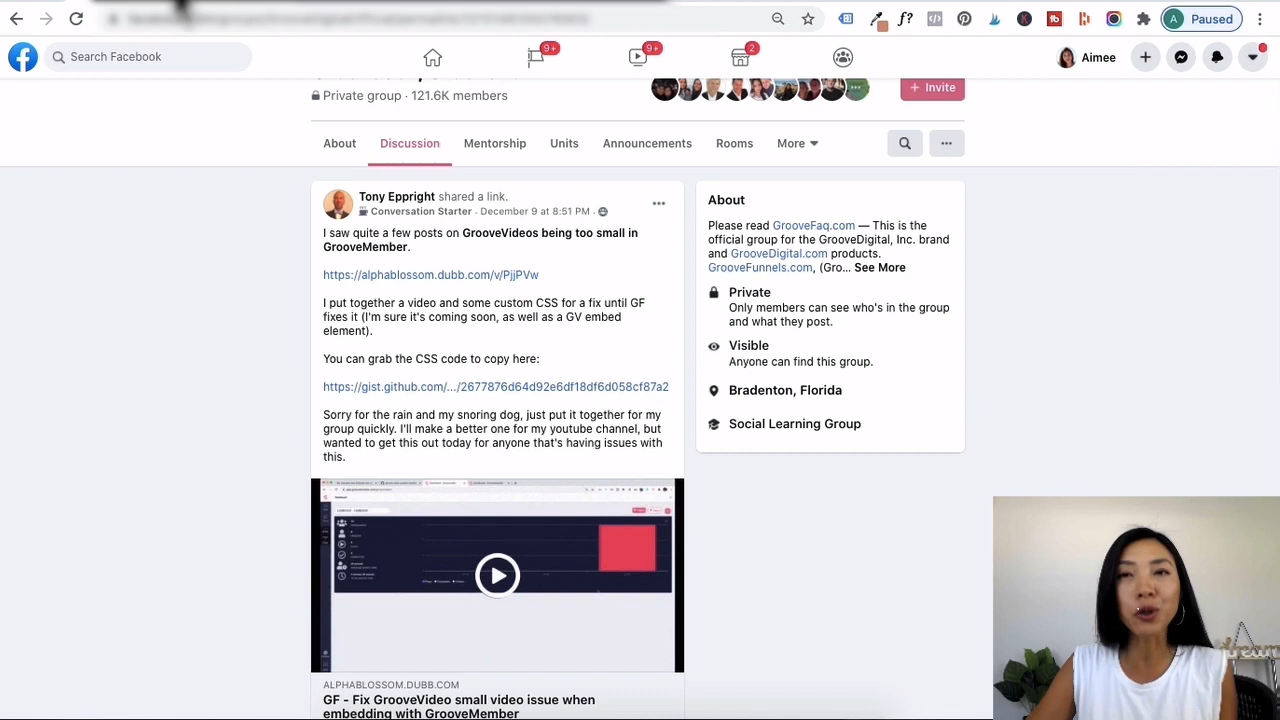 Paused
Search Facebook
9+
9+
2
Aimee
Private group · 121.6K members
+ Invite
About
Discussion
Mentorship
Units
Announcements
Rooms
More
Tony Eppright shared a link.
Conversation Starter · December 9 at 8:51 PM ·
I saw quite a few posts on GrooveVideos being too small in
GrooveMember.
https://alphablossom.dubb.com/v/PjjPVw
I put together a video and some custom CSS for a fix until GF
fixes it (I'm sure it's coming soon, as well as a GV embed
element).
You can grab the CSS code to copy here:
https://gist.github.com/.../2677876d64d92e6df18df6d058cf87a2
Sorry for the rain and my snoring dog, just put it together for my
group quickly. I'll make a better one for my youtube channel, but
wanted to get this out today for anyone that's having issues with
this.
ALPHABLOSSOM.DUBB.COM
GF - Fix GrooveVideo small video issue when
embedding with GrooveMember
About
Please read GrooveFaq.com — This is the
official group for the GrooveDigital, Inc. brand
and GrooveDigital.com products.
GrooveFunnels.com, (Gro... See More
Private
Only members can see who's in the group
and what they post.
Visible
Anyone can find this group.
Bradenton, Florida
Social Learning Group